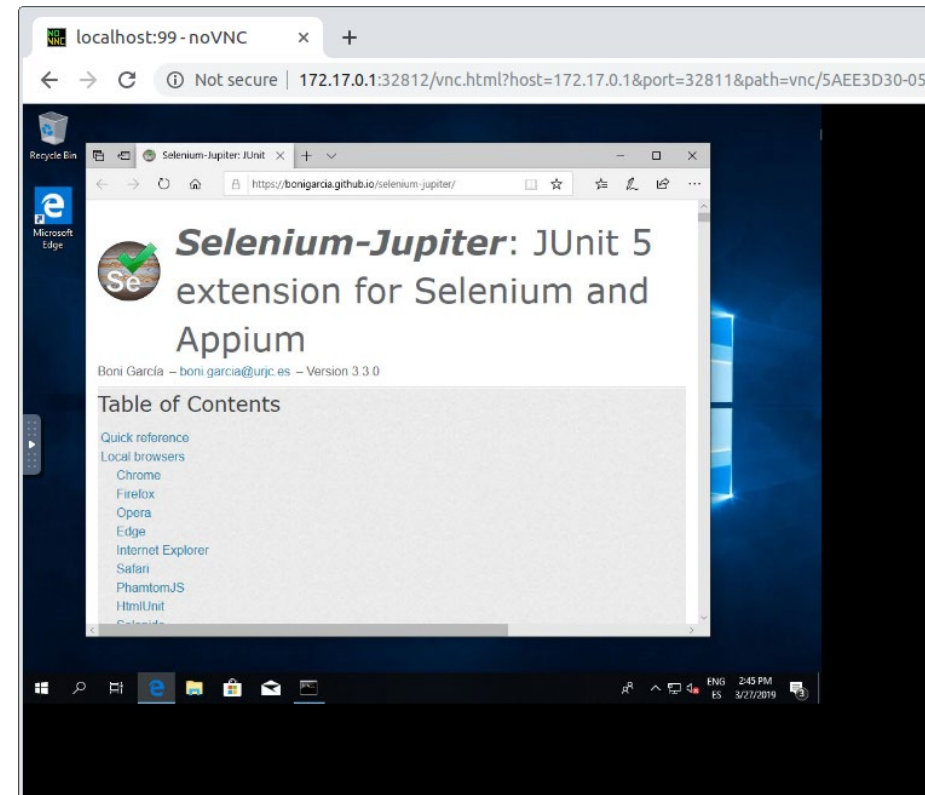 localhost:99 - noVNC
Not secure | 172.17.0.1:32812/vnc.html?host=172.17.0.1&port=32811&path=vnc/5AEE3D30-05
Recycle Bin
Selenium-Jupiter: JUnit
https://bonigarcia.github.io/selenium-jupiter/
Microsoft
Edge
Se
Selenium-Jupiter: JUnit 5
extension for Selenium and
Appium
Boni García – boni.garcia@urjc.es – Version 3.3.0
Table of Contents
Quick reference
Local browsers
Chrome
Firefox
Opera
Edge
Internet Explorer
Safari
PhamtomJS
HtmlUnit
ENG 2:45 PM
ES 3/27/2019
3